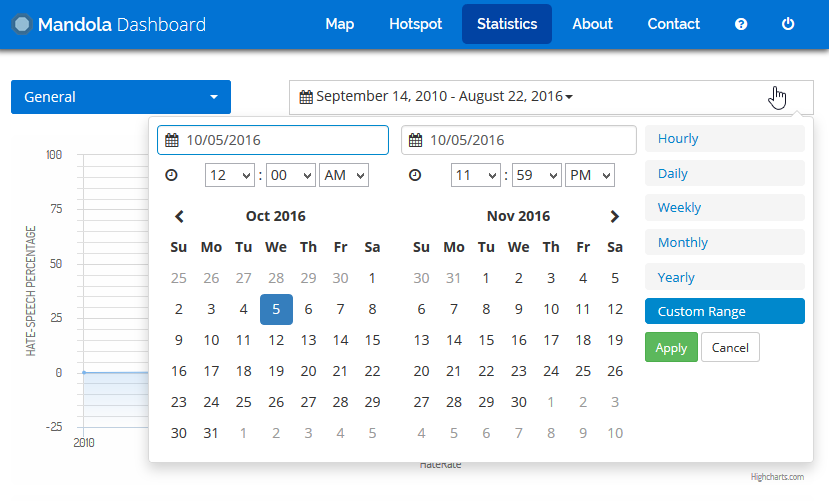 Mandola Dashboard Map Hotspot Statistics About Contact
General September 14, 2010 - August 22, 2016
10/05/2016 10/05/2016 Hourly
12 : 00 AM 11 : 59 PM Daily
Oct 2016 Nov 2016 Weekly
Su Mo Tu We Th Fr Sa Su Mo Tu We Th Fr Sa Monthly
25 26 27 28 29 30 1 30 31 1 2 3 4 5 Yearly
2 3 4 5 6 7 8 6 7 8 9 10 11 12 Custom Range
9 10 11 12 13 14 15 13 14 15 16 17 18 19 Apply Cancel
16 17 18 19 20 21 22 20 21 22 23 24 25 26
23 24 25 26 27 28 29 27 28 29 30 1 2 3
30 31 1 2 3 4 5 4 5 6 7 8 9 10
HATE-SPEECH PERCENTAGE
100
75
50
25
0
-25
2010
HateRate
Highcharts.com